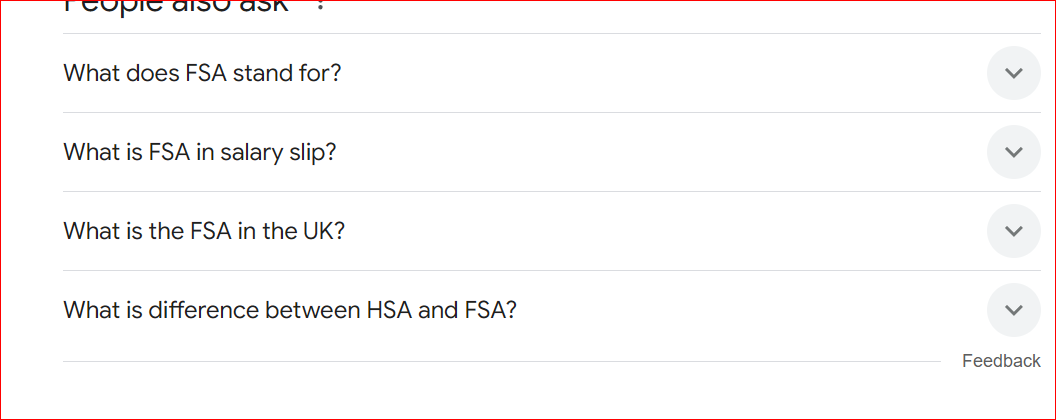 People also ask
What does FSA stand for?
What is FSA in salary slip?
What is the FSA in the UK?
What is difference between HSA and FSA?
Feedback